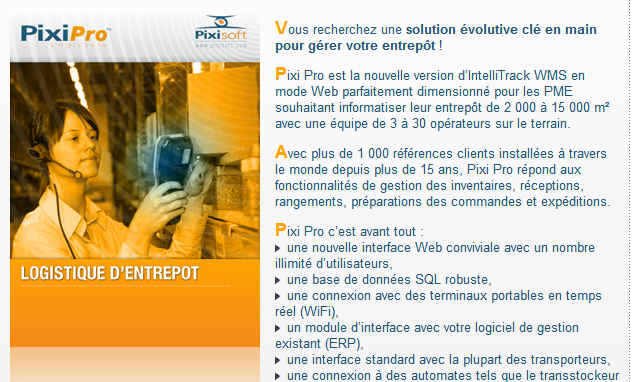 PixiPro™
Logistics
Pixisoft
www.pixisoft.com
LOGISTIQUE D'ENTREPOT
Vous recherchez une solution évolutive clé en main
pour gérer votre entrepôt !
Pixi Pro est la nouvelle version d'IntelliTrack WMS en
mode Web parfaitement dimensionné pour les PME
souhaitant informatiser leur entrepôt de 2 000 à 15 000 m²
avec une équipe de 3 à 30 opérateurs sur le terrain.
Avec plus de 1 000 références clients installées à travers
le monde depuis plus de 15 ans, Pixi Pro répond aux
fonctionnalités de gestion des inventaires, réceptions,
rangements, préparations des commandes et expéditions.
Pixi Pro c'est avant tout :
une nouvelle interface Web conviviale avec un nombre
illimité d'utilisateurs,
une base de données SQL robuste,
une connexion avec des terminaux portables en temps
réel (WiFi),
un module d'interface avec votre logiciel de gestion
existant (ERP),
une interface standard avec la plupart des transporteurs,
une connexion à des automates tels que le transstockeur